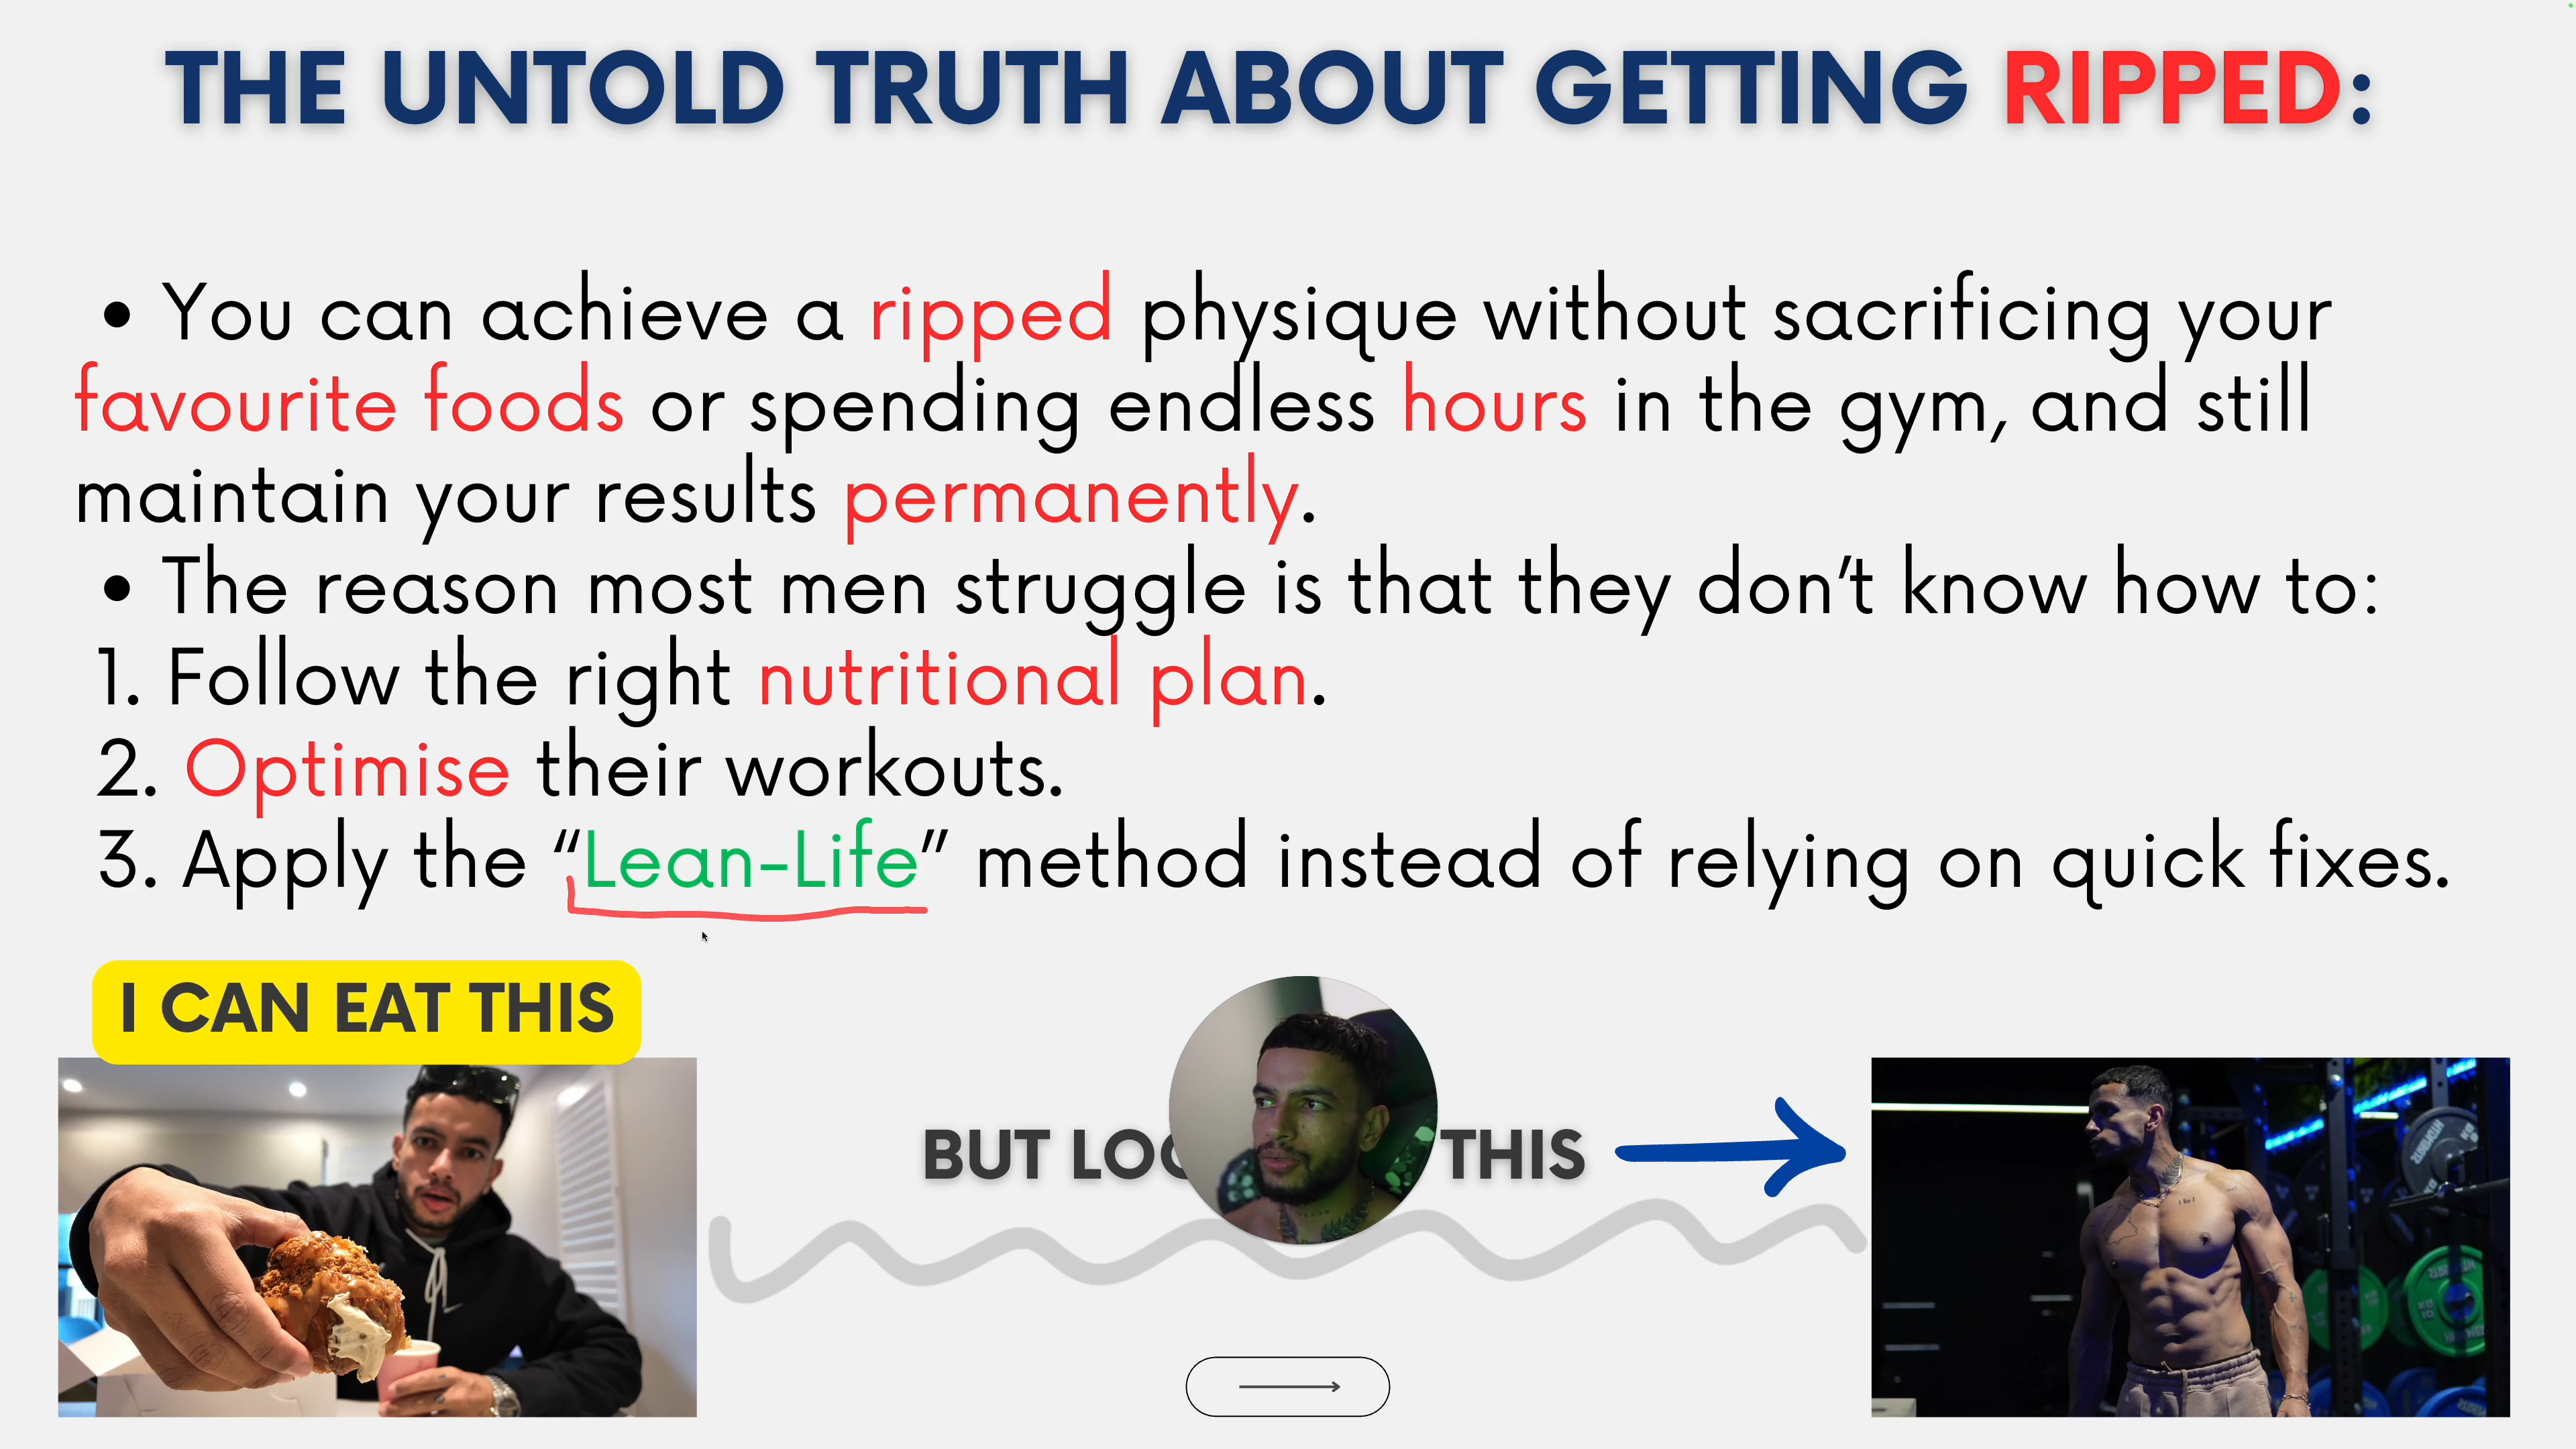 THE UNTOLD TRUTH ABOUT GETTING RIPPED:
• You can achieve a ripped physique without sacrificing your
favourite foods or spending endless hours in the gym, and still
maintain your results permanently.
• The reason most men struggle is that they don’t know how to:
1. Follow the right nutritional plan.
2. Optimise their workouts.
3. Apply the “Lean-Life” method instead of relying on quick fixes.
I CAN EAT THIS
BUT THIS